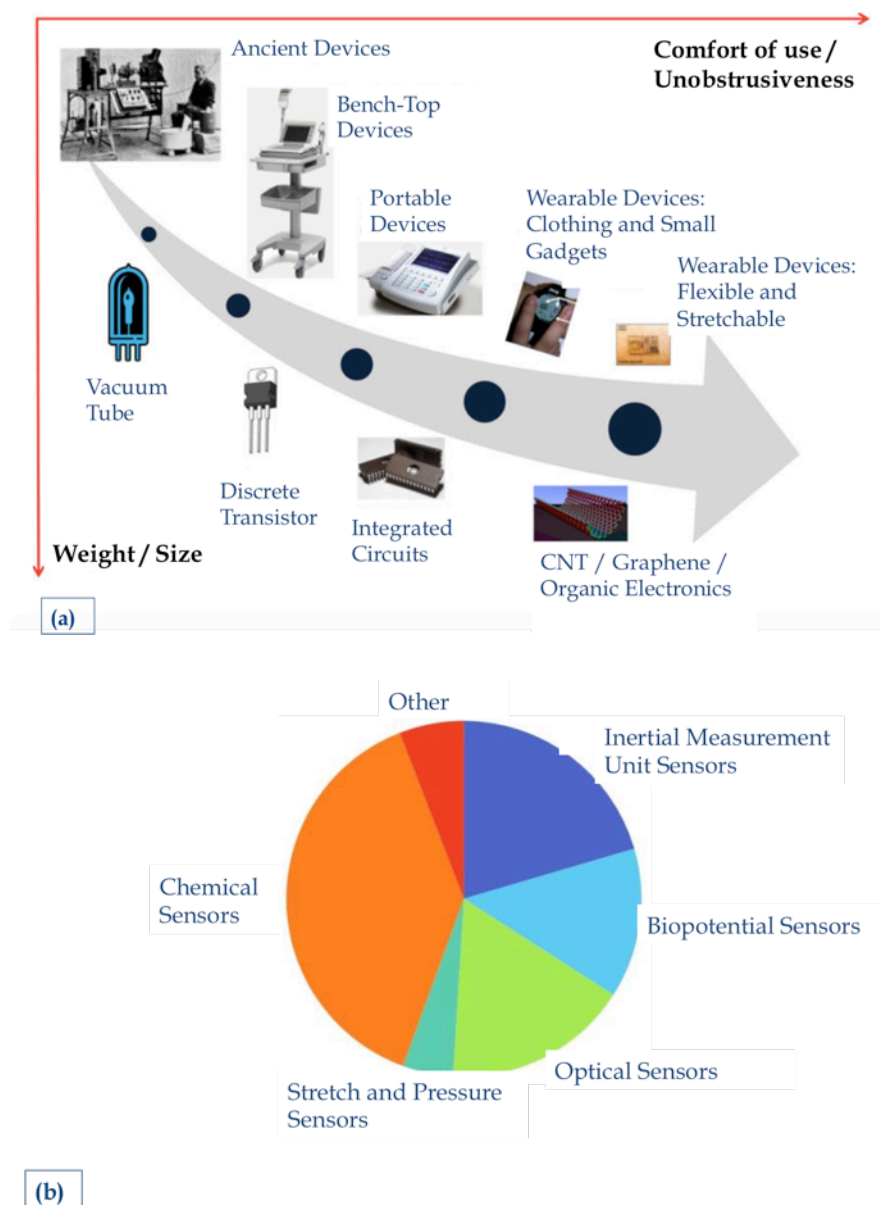 Ancient Devices
Comfort of use /
Unobstrusiveness
Bench-Top
Devices
Portable
Devices
Wearable Devices:
Clothing and Small
Gadgets
Wearable Devices:
Flexible and
Stretchable
Vacuum
Tube
Discrete
Transistor
Integrated
Circuits
CNT / Graphene /
Organic Electronics
Weight / Size
(a)
Other
Inertial Measurement
Unit Sensors
Chemical
Sensors
Biopotential Sensors
Optical Sensors
Stretch and Pressure
Sensors
(b)